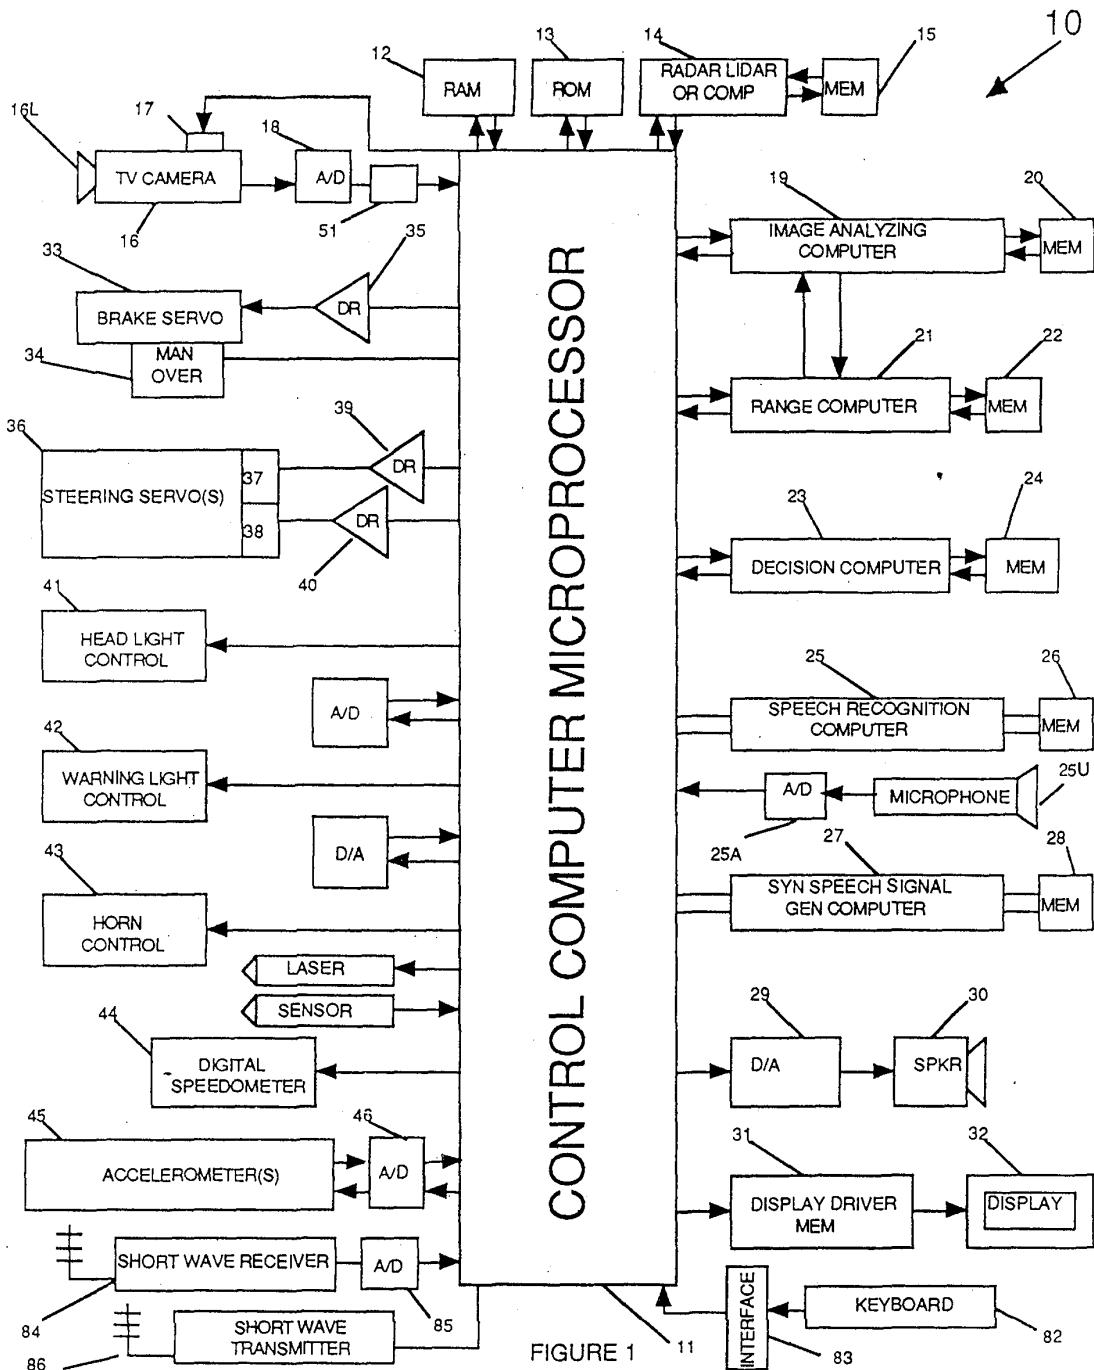 10
12
13
14
15
RAM
ROM
RADAR LIDAR
OR COMP
MEM
16L
17
18
TV CAMERA
A/D
16
51
19
20
IMAGE ANALYZING
COMPUTER
MEM
33
35
BRAKE SERVO
DR
34
MAN
OVER
21
22
RANGE COMPUTER
MEM
36
39
STEERING SERVO(S)
37
38
DR
DR
40
23
24
DECISION COMPUTER
MEM
41
HEAD LIGHT
CONTROL
A/D
25
26
SPEECH RECOGNITION
COMPUTER
MEM
42
WARNING LIGHT
CONTROL
A/D
MICROPHONE
25U
25A
D/A
27
28
SYN SPEECH SIGNAL
GEN COMPUTER
MEM
43
HORN
CONTROL
LASER
SENSOR
CONTROL COMPUTER MICROPROCESSOR
44
DIGITAL
SPEEDOMETER
29
30
D/A
SPKR
45
46
ACCELEROMETER(S)
A/D
31
32
DISPLAY DRIVER
MEM
DISPLAY
SHORT WAVE RECEIVER
A/D
84
85
SHORT WAVE
TRANSMITTER
86
11
INTERFACE
KEYBOARD
83
82
FIGURE 1